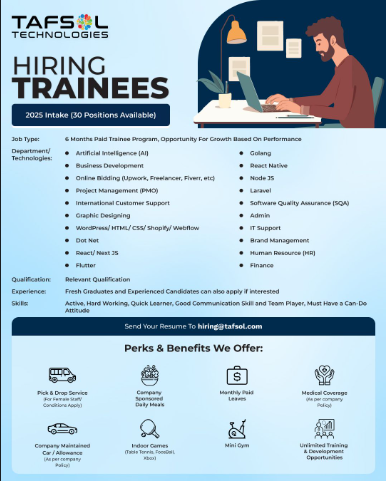 TAFSOL
TECHNOLOGIES
HIRING
TRAINEES
2025 Intake (30 Positions Available)
Job Type: 6 Months Paid Trainee Program, Opportunity For Growth Based On Performance
Department/
Technologies:
Artificial Intelligence (AI)
Business Development
Online Bidding (Upwork, Freelancer, Fiverr, etc)
Project Management (PMO)
International Customer Support
Graphic Designing
WordPress/ HTML/ CSS/ Shopify/ Webflow
Dot Net
React/ Next JS
Flutter
Golang
React Native
Node JS
Laravel
Software Quality Assurance (SQA)
Admin
IT Support
Brand Management
Human Resource (HR)
Finance
Qualification: Relevant Qualification
Experience: Fresh Graduates and Experienced Candidates can also apply if interested
Skills: Active, Hard Working, Quick Learner, Good Communication Skill and Team Player, Must Have a Can-Do
Attitude
Send Your Resume To hiring@tafsol.com
Perks & Benefits We Offer:
Pick & Drop Service
(For Female Staff/
Conditions Apply)
Company
Sponsored
Daily Meals
Monthly Paid
Leaves
Medical Coverage
(As per company
Policy)
Company Maintained
Car / Allowance
(As per company
Policy)
Indoor Games
(Table Tennis, FoosBall,
Xbox)
Mini Gym
Unlimited Training
& Development
Opportunities